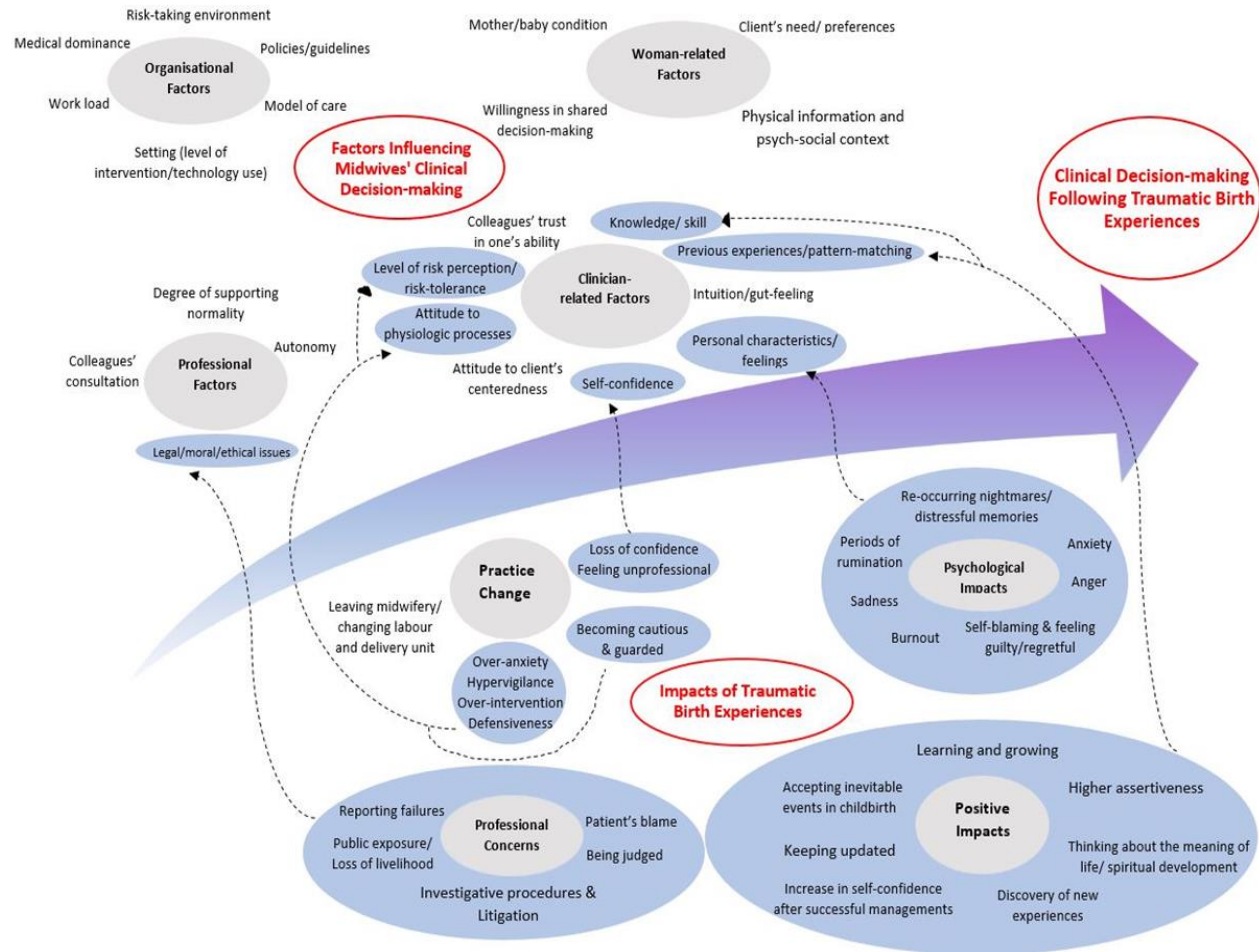 Risk-taking environment
Medical dominance
Policies/guidelines
Organisational
Factors
Work load
Model of care
Setting (level of
intervention/technology use)
Mother/baby condition
Client's need/ preferences
Woman-related
Factors
Willingness in shared
decision-making
Physical information and
psych-social context
Factors Influencing
Midwives' Clinical
Decision-making
Clinical Decision-making
Following Traumatic Birth
Experiences
Colleagues' trust
in one's ability
Knowledge/ skill
Previous experiences/pattern-matching
Level of risk perception/
risk-tolerance
Clinician-
related Factors
Intuition/gut-feeling
Attitude to
physiologic processes
Personal characteristics/
feelings
Attitude to client's
centeredness
Self-confidence
Degree of supporting
normality
Autonomy
Colleagues'
consultation
Professional
Factors
Legal/moral/ethical issues
Loss of confidence
Feeling unprofessional
Practice
Change
Leaving midwifery/
changing labour
and delivery unit
Becoming cautious
& guarded
Over-anxiety
Hypervigilance
Over-intervention
Defensiveness
Impacts of Traumatic
Birth Experiences
Re-occurring nightmares/
distressful memories
Periods of
rumination
Anxiety
Psychological
Impacts
Anger
Sadness
Burnout
Self-blaming & feeling
guilty/regretful
Reporting failures
Patient's blame
Professional
Concerns
Public exposure/
Loss of livelihood
Being judged
Investigative procedures &
Litigation
Learning and growing
Accepting inevitable
events in childbirth
Higher assertiveness
Positive
Impacts
Keeping updated
Thinking about the meaning of
life/ spiritual development
Increase in self-confidence
after successful managements
Discovery of new
experiences